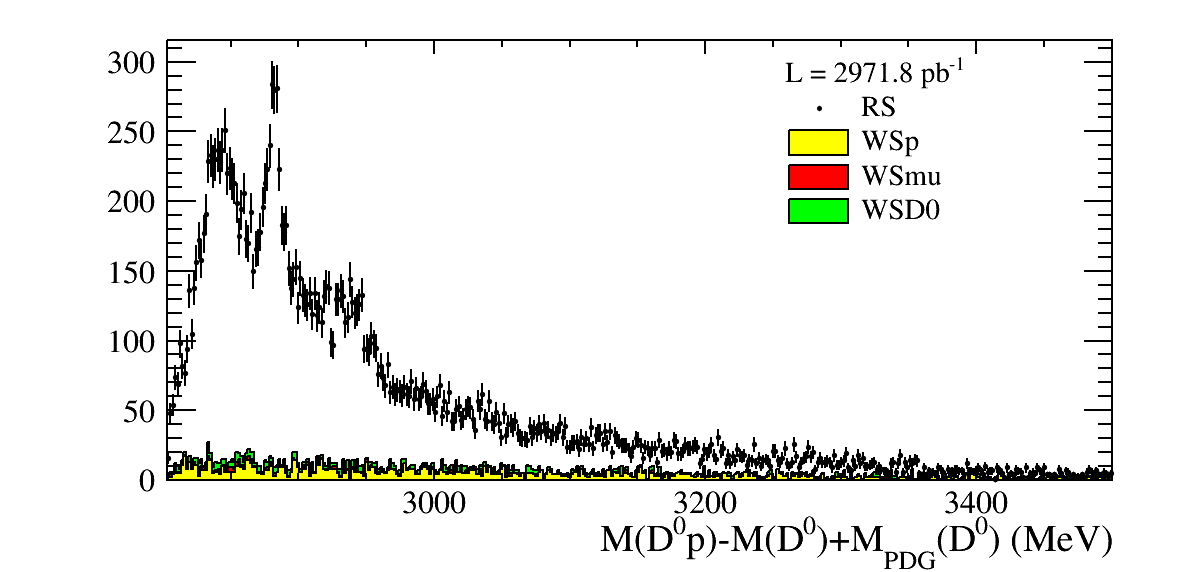 300
250
200
150
100
50
0
L = 2971.8 pb⁻¹
RS
WSp
WSmu
WSD0
3000 3200 3400
M(D⁰p)-M(D⁰)+M_PDG(D⁰) (MeV)